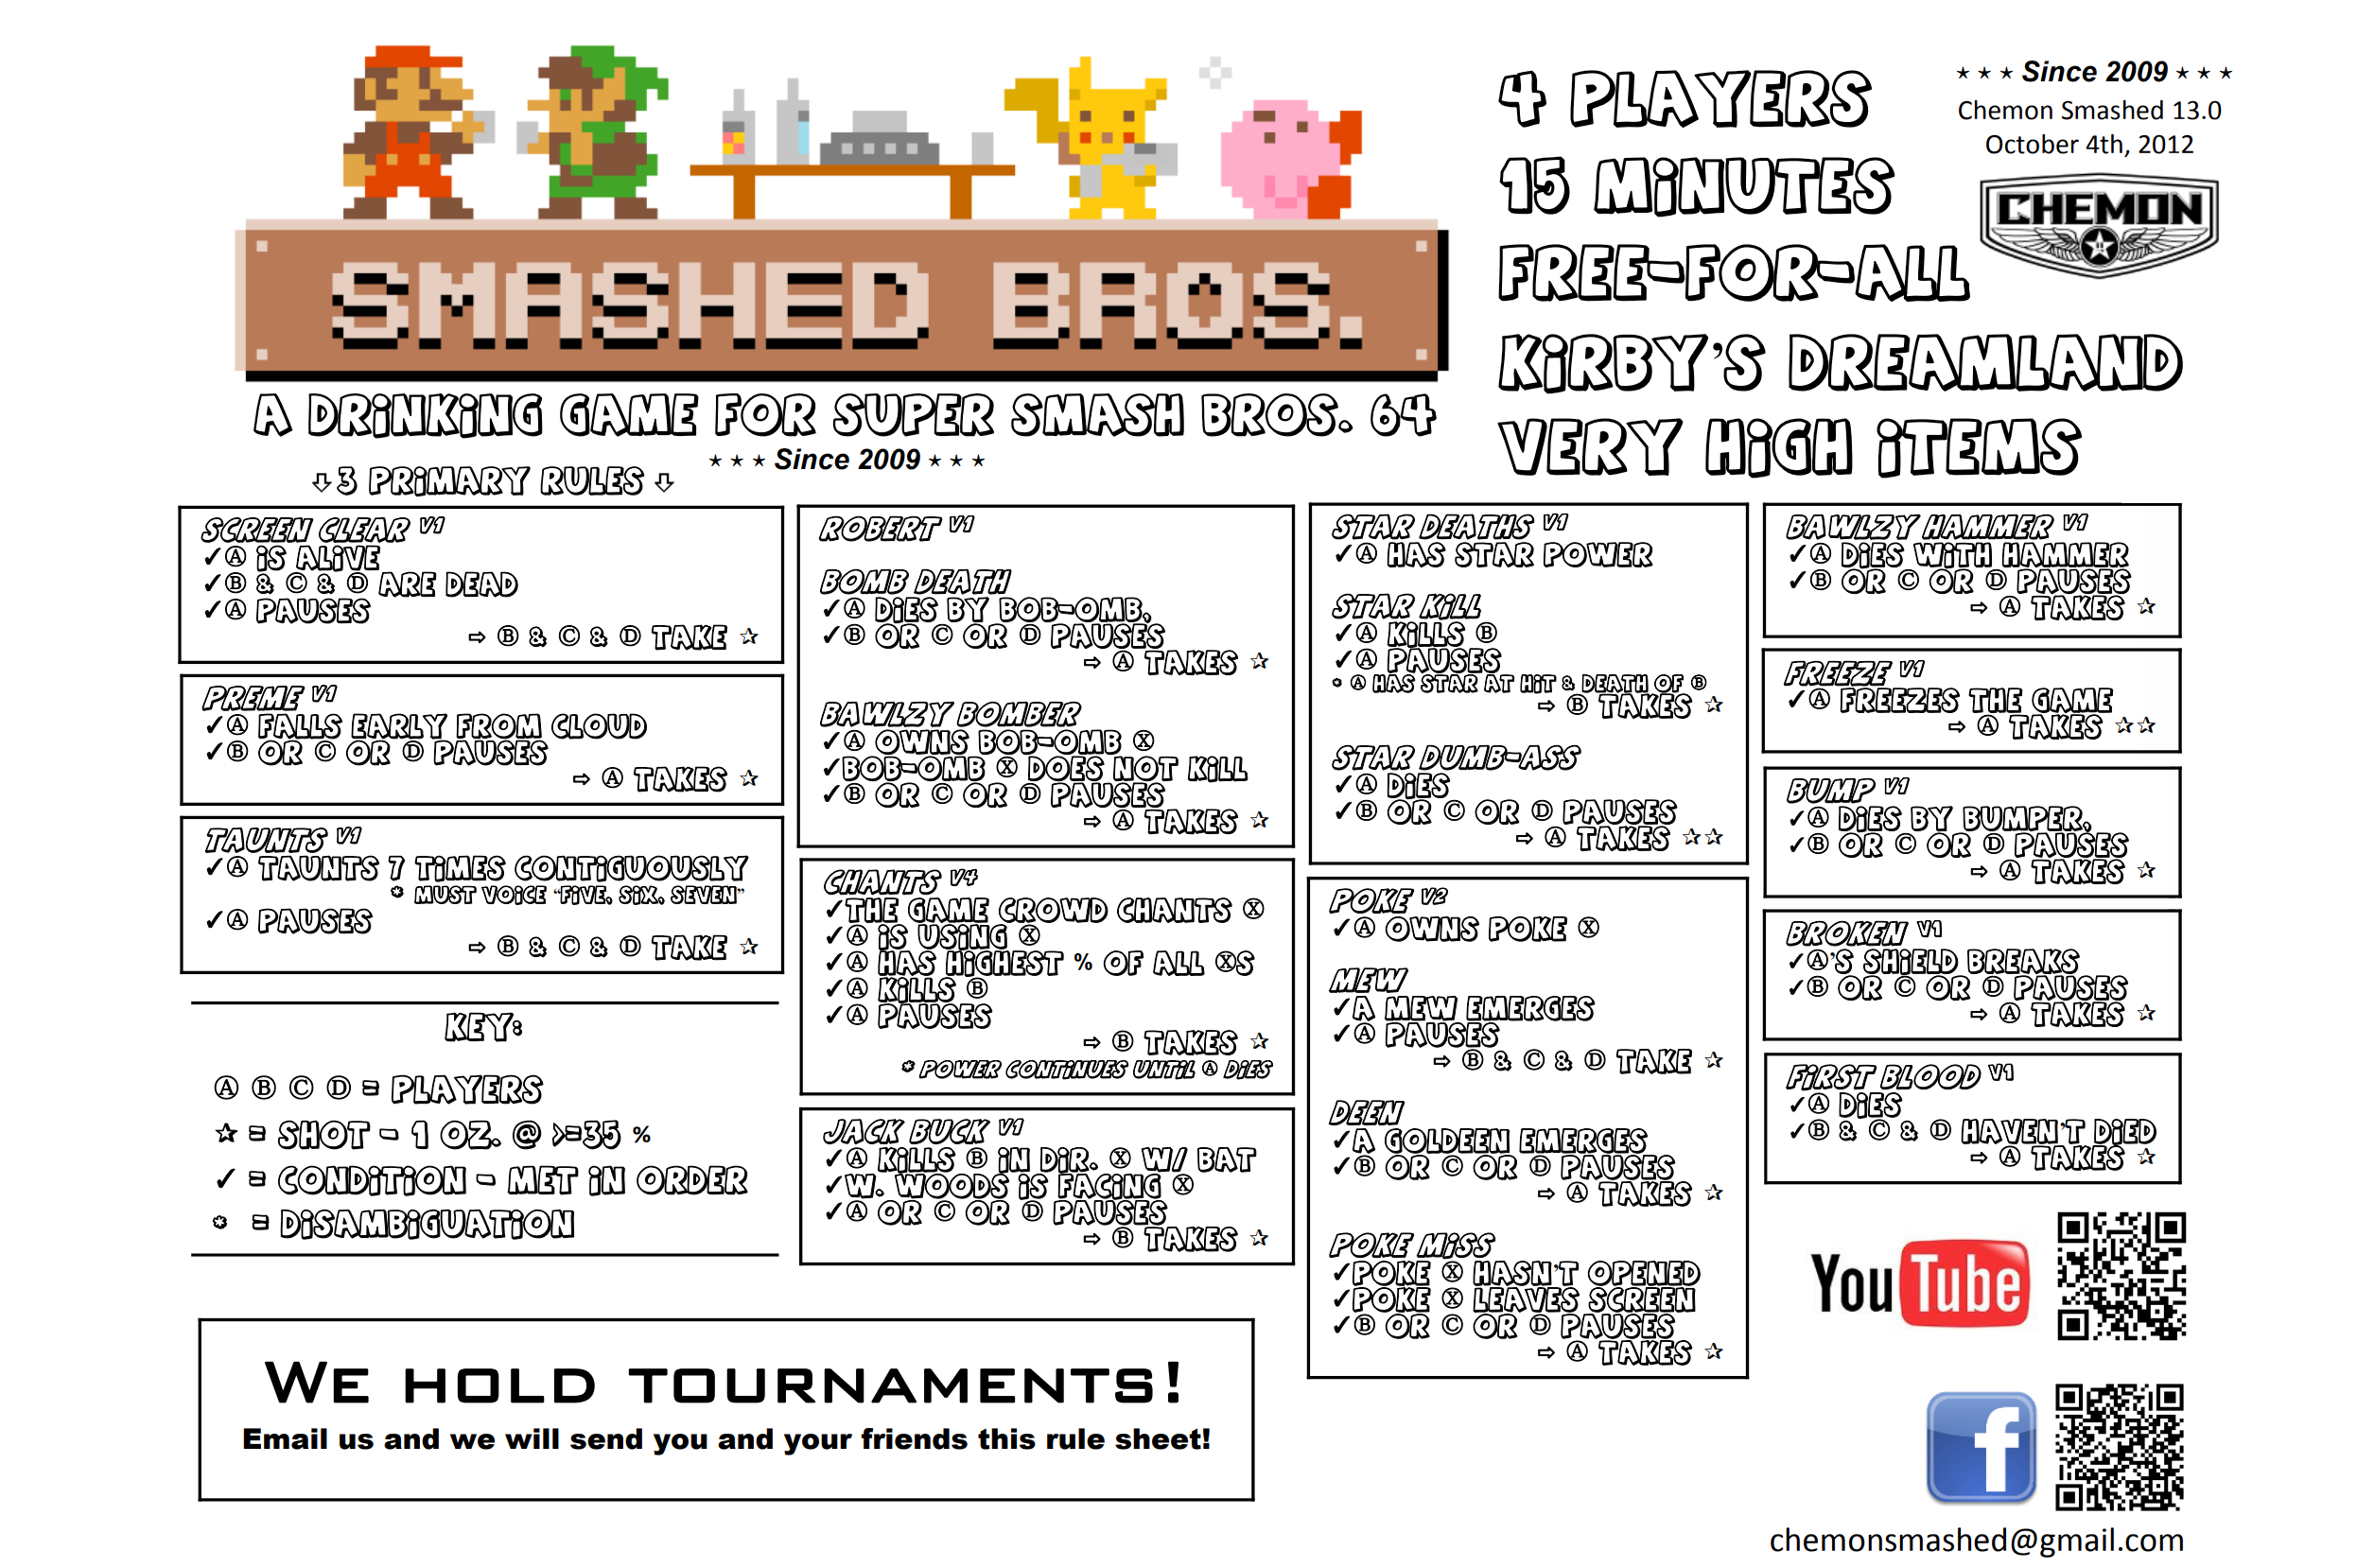 SMASHED BROS.
A DRINKING GAME FOR SUPER SMASH BROS. 64
★ ★ ★ Since 2009 ★ ★ ★
4 PLAYERS
15 MINUTES
FREE-FOR-ALL
KIRBY'S DREAMLAND
VERY HIGH ITEMS
★ ★ ★ Since 2009 ★ ★ ★
Chemon Smashed 13.0
October 4th, 2012
CHEMON
⇩ 3 PRIMARY RULES ⇩
SCREEN CLEAR V1
✓Ⓐ IS ALIVE
✓Ⓑ & Ⓒ & Ⓓ ARE DEAD
✓Ⓐ PAUSES
⇨ Ⓑ & Ⓒ & Ⓓ TAKE ☆
PREME V1
✓Ⓐ FALLS EARLY FROM CLOUD
✓Ⓑ OR Ⓒ OR Ⓓ PAUSES
⇨ Ⓐ TAKES ☆
TAUNTS V1
✓Ⓐ TAUNTS 7 TIMES CONTIGUOUSLY
* MUST VOICE "FIVE, SIX, SEVEN"
✓Ⓐ PAUSES
⇨ Ⓑ & Ⓒ & Ⓓ TAKE ☆
KEY:
Ⓐ Ⓑ Ⓒ Ⓓ = PLAYERS
☆ = SHOT - 1 OZ. @ >=35 %
✓ = CONDITION - MET IN ORDER
* = DISAMBIGUATION
ROBERT V1
BOMB DEATH
✓Ⓐ DIES BY BOB-OMB,
✓Ⓑ OR Ⓒ OR Ⓓ PAUSES
⇨ Ⓐ TAKES ☆
BAWLZY BOMBER
✓Ⓐ OWNS BOB-OMB Ⓧ
✓BOB-OMB Ⓧ DOES NOT KILL
✓Ⓑ OR Ⓒ OR Ⓓ PAUSES
⇨ Ⓐ TAKES ☆
CHANTS V4
✓THE GAME CROWD CHANTS Ⓧ
✓Ⓐ IS USING Ⓧ
✓Ⓐ HAS HIGHEST % OF ALL ⓍS
✓Ⓐ KILLS Ⓑ
✓Ⓐ PAUSES
⇨ Ⓑ TAKES ☆
* POWER CONTINUES UNTIL Ⓐ DIES
JACK BUCK V1
✓Ⓐ KILLS Ⓑ IN DIR. Ⓧ W/ BAT
✓W. WOODS IS FACING Ⓧ
✓Ⓐ OR Ⓒ OR Ⓓ PAUSES
⇨ Ⓑ TAKES ☆
STAR DEATHS V1
✓Ⓐ HAS STAR POWER
STAR KILL
✓Ⓐ KILLS Ⓑ
✓Ⓐ PAUSES
* Ⓐ HAS STAR AT HIT & DEATH OF Ⓑ
⇨ Ⓑ TAKES ☆
STAR DUMB-ASS
✓Ⓐ DIES
✓Ⓑ OR Ⓒ OR Ⓓ PAUSES
⇨ Ⓐ TAKES ☆☆
POKE V2
✓Ⓐ OWNS POKE Ⓧ
MEW
✓A MEW EMERGES
✓Ⓐ PAUSES
⇨ Ⓑ & Ⓒ & Ⓓ TAKE ☆
DEEN
✓A GOLDEEN EMERGES
✓Ⓑ OR Ⓒ OR Ⓓ PAUSES
⇨ Ⓐ TAKES ☆
POKE MISS
✓POKE Ⓧ HASN'T OPENED
✓POKE Ⓧ LEAVES SCREEN
✓Ⓑ OR Ⓒ OR Ⓓ PAUSES
⇨ Ⓐ TAKES ☆
BAWLZY HAMMER V1
✓Ⓐ DIES WITH HAMMER
✓Ⓑ OR Ⓒ OR Ⓓ PAUSES
⇨ Ⓐ TAKES ☆
FREEZE V1
✓Ⓐ FREEZES THE GAME
⇨ Ⓐ TAKES ☆☆
BUMP V1
✓Ⓐ DIES BY BUMPER,
✓Ⓑ OR Ⓒ OR Ⓓ PAUSES
⇨ Ⓐ TAKES ☆
BROKEN V1
✓Ⓐ'S SHIELD BREAKS
✓Ⓑ OR Ⓒ OR Ⓓ PAUSES
⇨ Ⓐ TAKES ☆
FIRST BLOOD V1
✓Ⓐ DIES
✓Ⓑ & Ⓒ & Ⓓ HAVEN'T DIED
⇨ Ⓐ TAKES ☆
We hold tournaments!
Email us and we will send you and your friends this rule sheet!
YouTube
f
chemonsmashed@gmail.com